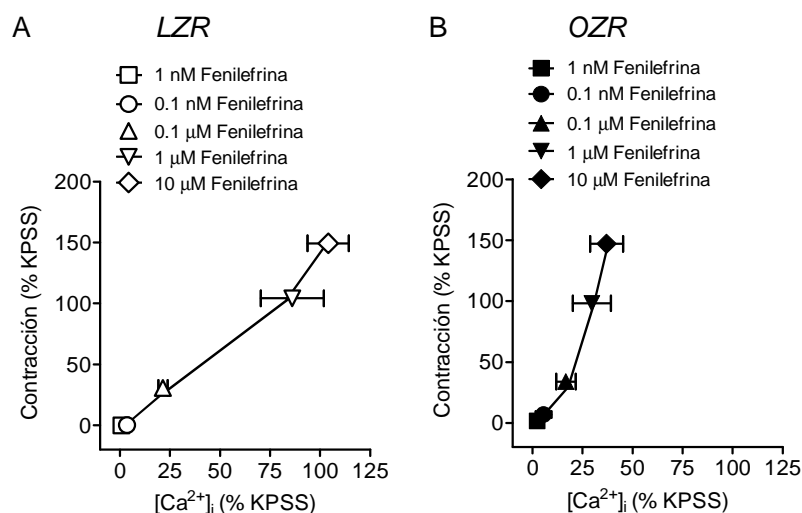 A LZR
1 nM Fenilefrina
0.1 nM Fenilefrina
0.1 μM Fenilefrina
1 μM Fenilefrina
10 μM Fenilefrina
Contracción (% KPSS)
200
150
100
50
0
0 25 50 75 100 125
[Ca²⁺]ᵢ (% KPSS)
B OZR
1 nM Fenilefrina
0.1 nM Fenilefrina
0.1 μM Fenilefrina
1 μM Fenilefrina
10 μM Fenilefrina
Contracción (% KPSS)
200
150
100
50
0
0 25 50 75 100 125
[Ca²⁺]ᵢ (% KPSS)